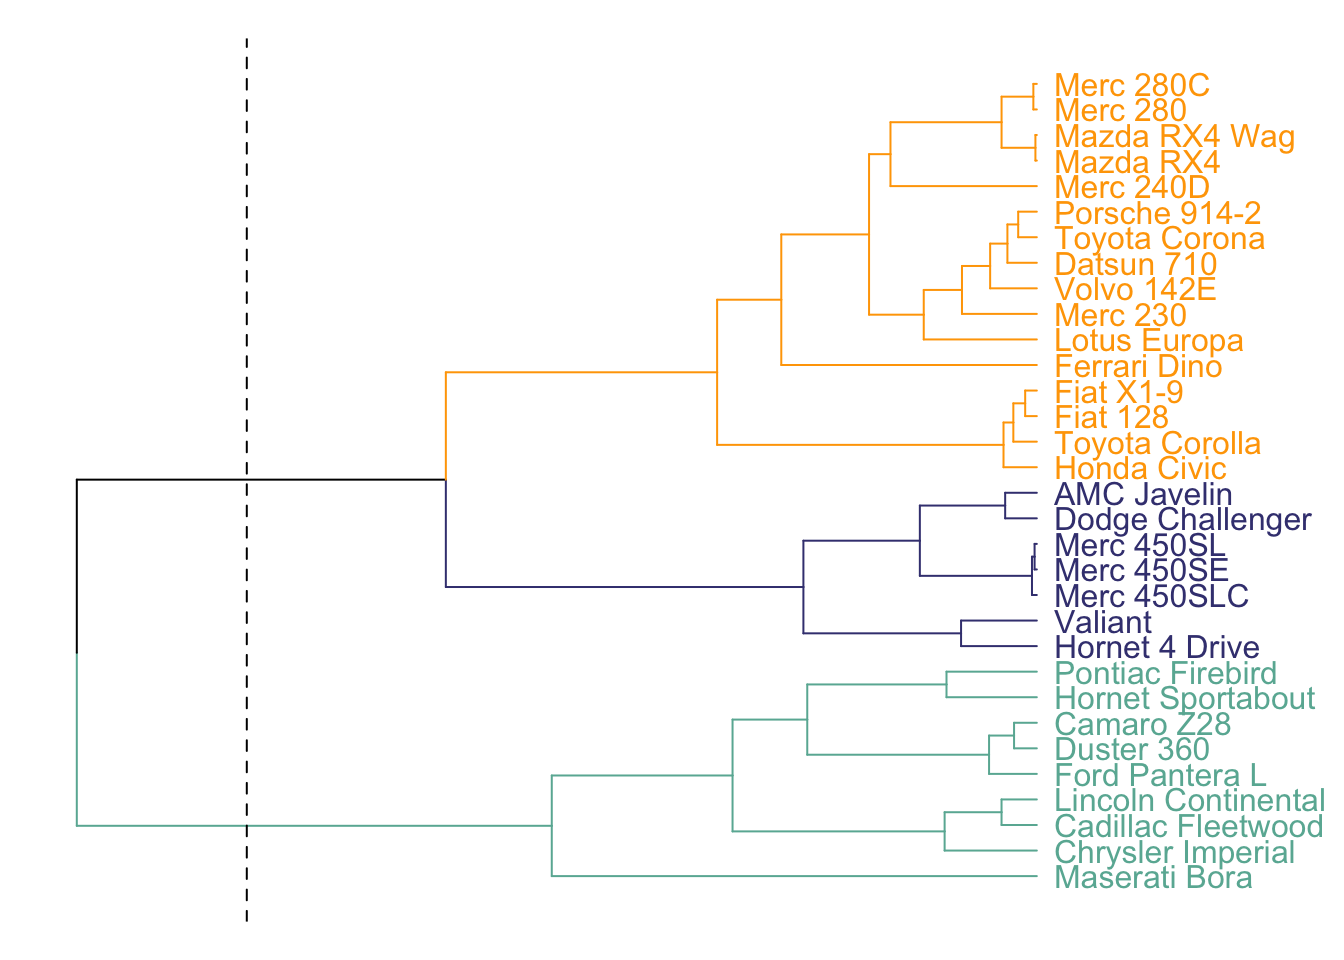 Merc 280C
Merc 280
Mazda RX4 Wag
Mazda RX4
Merc 240D
Porsche 914-2
Toyota Corona
Datsun 710
Volvo 142E
Merc 230
Lotus Europa
Ferrari Dino
Fiat X1-9
Fiat 128
Toyota Corolla
Honda Civic
AMC Javelin
Dodge Challenger
Merc 450SL
Merc 450SE
Merc 450SLC
Valiant
Hornet 4 Drive
Pontiac Firebird
Hornet Sportabout
Camaro Z28
Duster 360
Ford Pantera L
Lincoln Continental
Cadillac Fleetwood
Chrysler Imperial
Maserati Bora